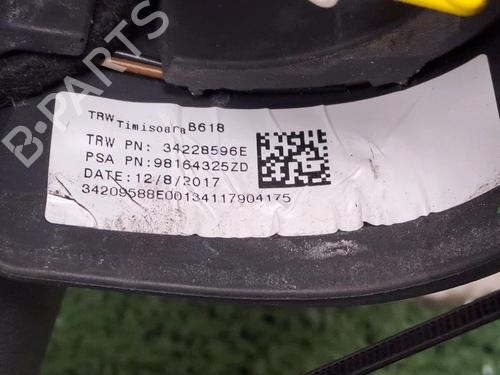 TRW Timisoara B618
TRW PN: 34228596E
PSA PN:98164325ZD
DATE:12/8/2017
34209588E00134117904175
B-PARTS